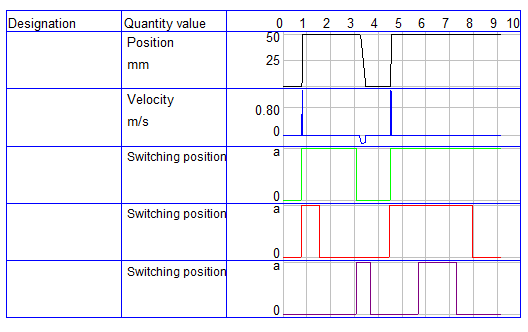 Designation Quantity value 0 1 2 3 4 5 6 7 8 9 10
Position 50
mm 25
Velocity
m/s 0.80
0
Switching position a
0
Switching position a
0
Switching position a
0